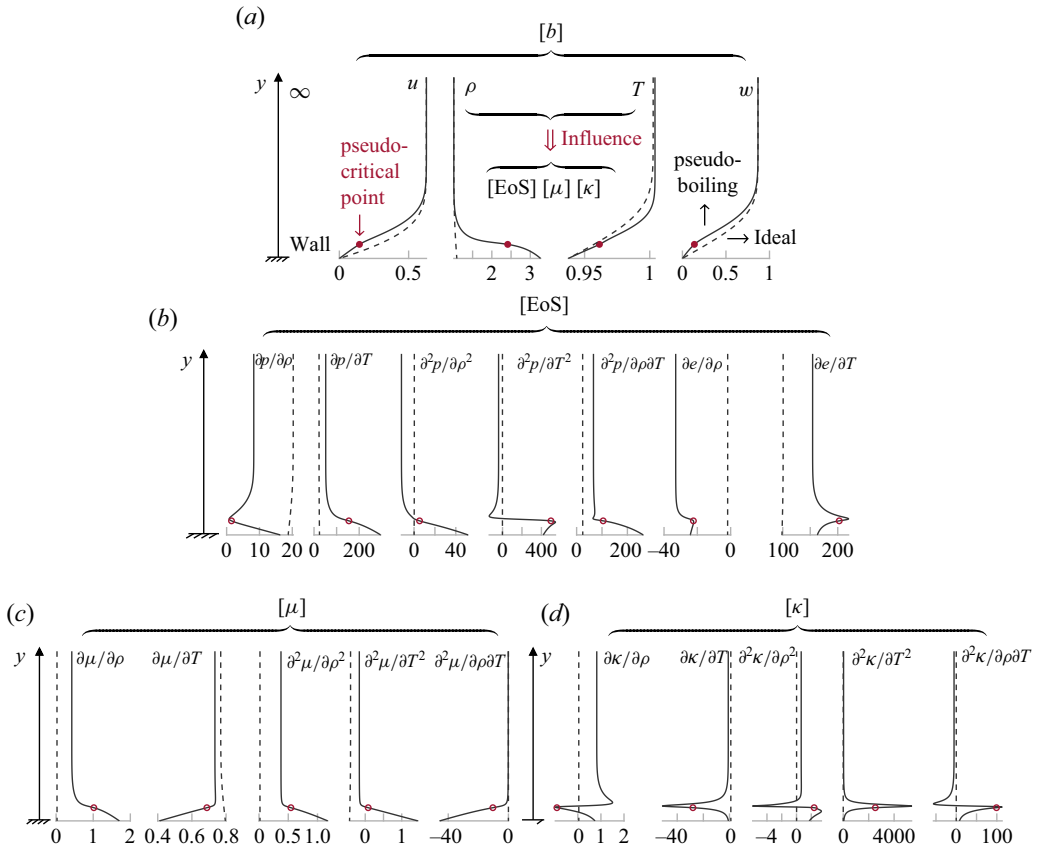 (a)
[b]
y
∞
u
ρ
T
w
⇓ Influence
pseudo-
critical
point
pseudo-
boiling
[EoS] [μ] [κ]
Wall
Ideal
0 0.5 2 3 0.95 1 0 0.5 1
(b)
[EoS]
y
∂p/∂ρ ∂p/∂T ∂²p/∂ρ² ∂²p/∂T² ∂²p/∂ρ∂T ∂e/∂ρ ∂e/∂T
0 10 20 0 200 0 50 0 400 0 200 −40 0 100 200
(c)
[μ]
y
∂μ/∂ρ ∂μ/∂T ∂²μ/∂ρ² ∂²μ/∂T² ∂²μ/∂ρ∂T
0 1 2 0.4 0.6 0.8 0 0.5 1.0 0 1 −40 0
(d)
[κ]
y
∂κ/∂ρ ∂κ/∂T ∂²κ/∂ρ² ∂²κ/∂T² ∂²κ/∂ρ∂T
0 2 −50 0 −4 0 0 4000 0 100